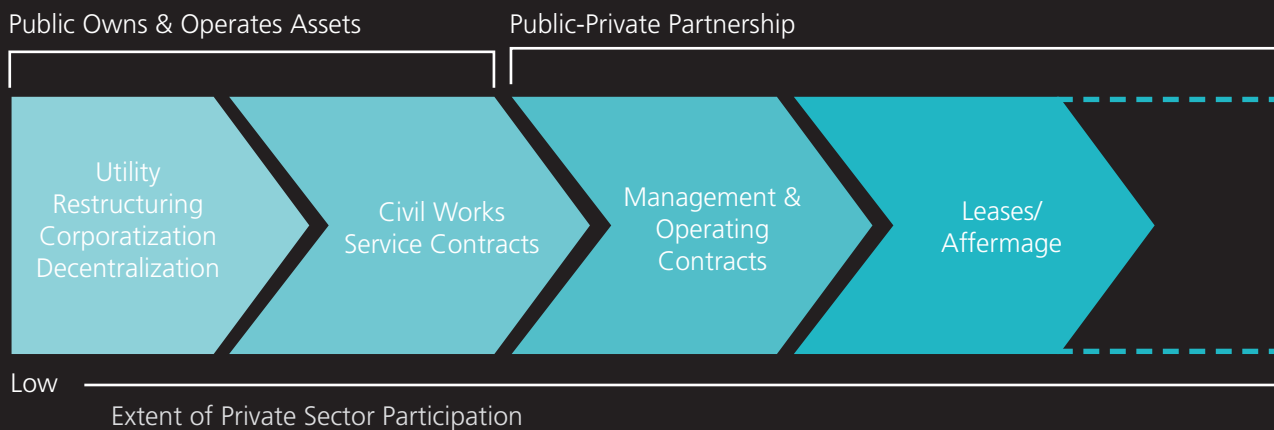 Public Owns & Operates Assets
Public-Private Partnership
Utility
Restructuring
Corporatization
Decentralization
Civil Works
Service Contracts
Management &
Operating
Contracts
Leases/
Affermage
Low
Extent of Private Sector Participation